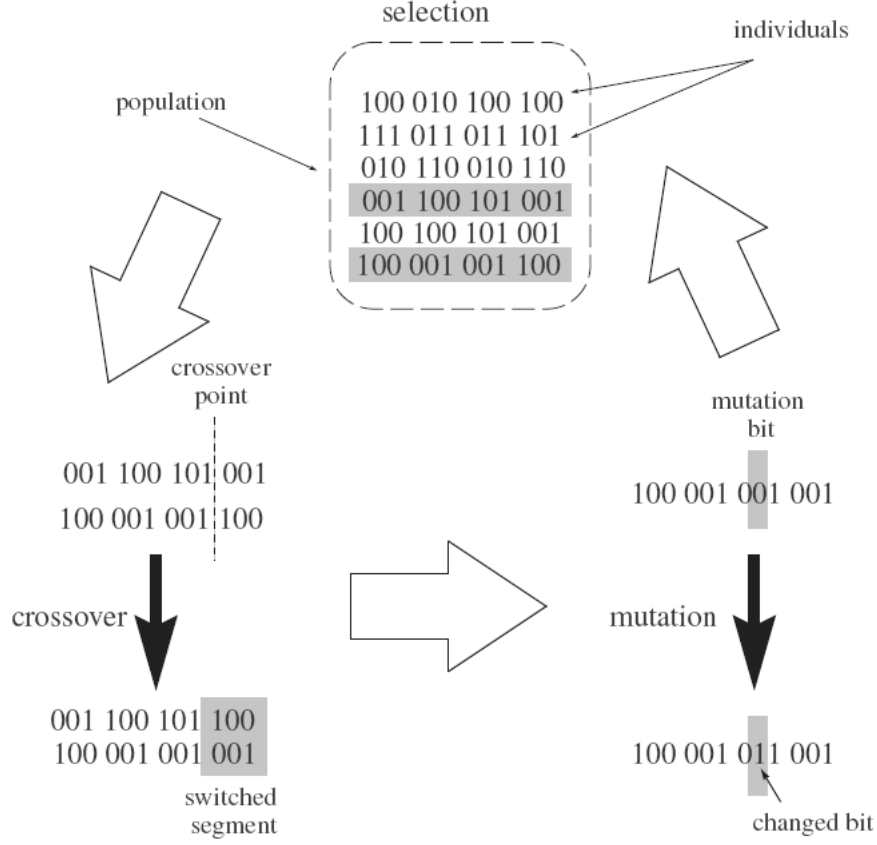 selection
individuals
population
100 010 100 100
111 011 011 101
010 110 010 110
001 100 101 001
100 100 101 001
100 001 001 100
crossover
point
001 100 101 001
100 001 001 100
crossover
001 100 101 100
100 001 001 001
switched
segment
mutation
bit
100 001 001 001
mutation
100 001 011 001
changed bit